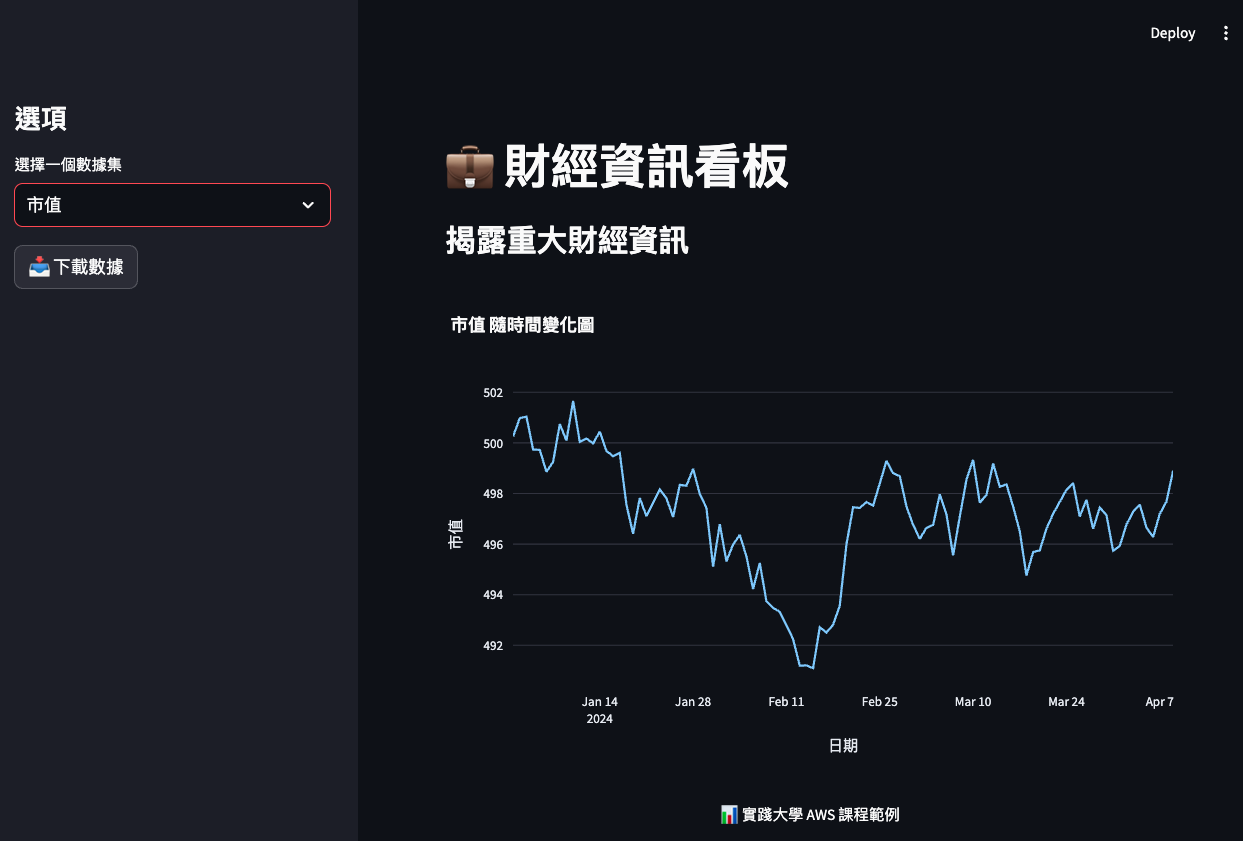 Deploy
選項
選擇一個數據集
市值
下載數據
財經資訊看板
揭露重大財經資訊
市值 隨時間變化圖
502
500
498
496
494
492
市值
Jan 14
2024
Jan 28
Feb 11
Feb 25
Mar 10
Mar 24
Apr 7
日期
實踐大學 AWS 課程範例